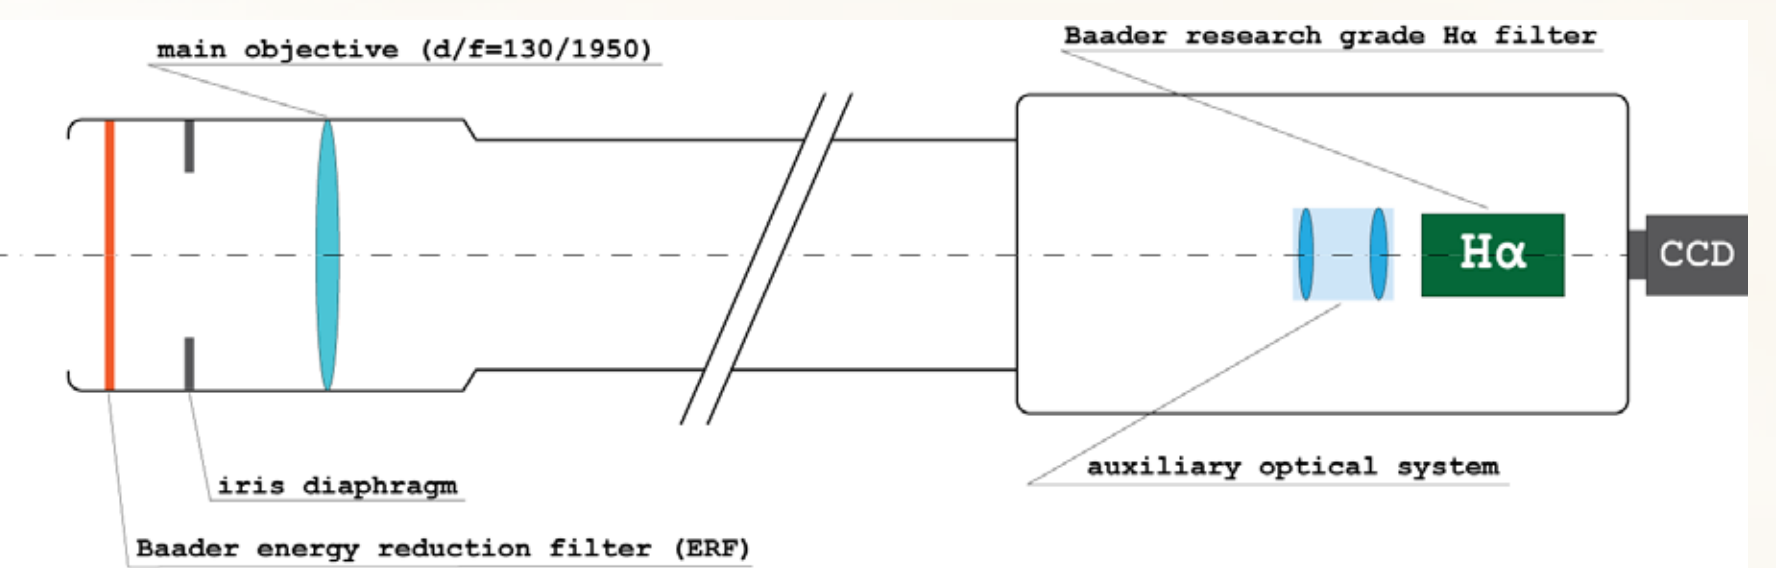 main objective (d/f=130/1950)
Baader research grade Hα filter
Hα
CCD
auxiliary optical system
iris diaphragm
Baader energy reduction filter (ERF)